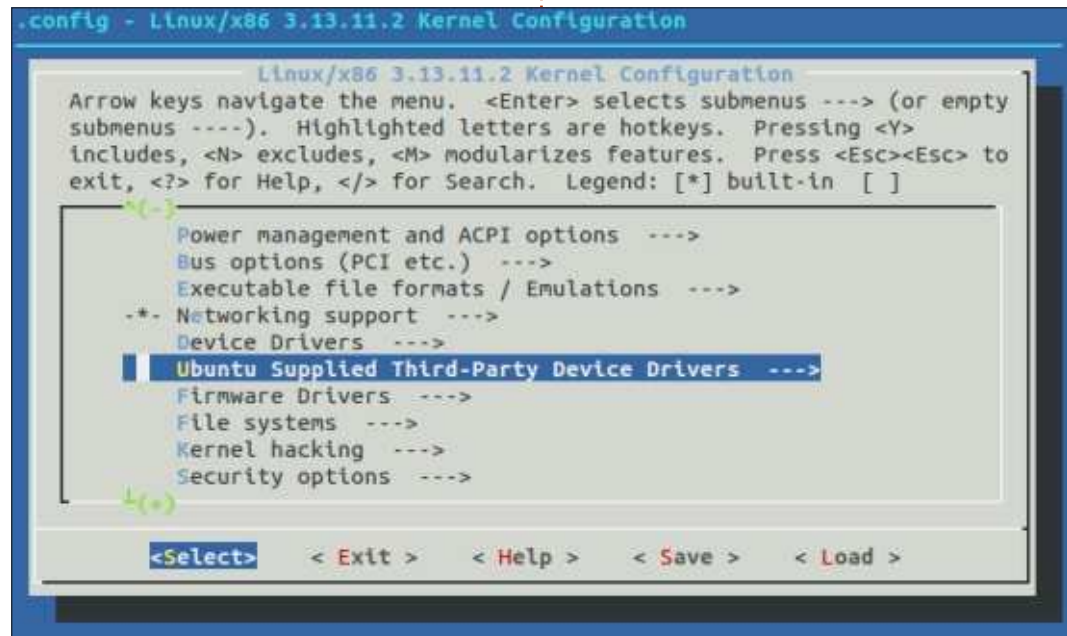 .config - Linux/x86 3.13.11.2 Kernel Configuration
Linux/x86 3.13.11.2 Kernel Configuration
Arrow keys navigate the menu.  <Enter> selects submenus ---> (or empty
submenus ----).  Highlighted letters are hotkeys.  Pressing <Y>
includes, <N> excludes, <M> modularizes features.  Press <Esc><Esc> to
exit, <?> for Help, </> for Search.  Legend: [*] built-in  [ ]
^(-)
Power management and ACPI options  --->
Bus options (PCI etc.)  --->
Executable file formats / Emulations  --->
-*- Networking support  --->
Device Drivers  --->
Ubuntu Supplied Third-Party Device Drivers  --->
Firmware Drivers  --->
File systems  --->
Kernel hacking  --->
Security options  --->
┴(+)
<Select>    < Exit >    < Help >    < Save >    < Load >